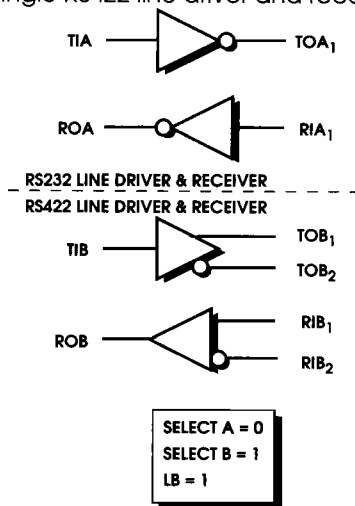 TIA TOA1
ROA RIA1
RS232 LINE DRIVER & RECEIVER
RS422 LINE DRIVER & RECEIVER
TIB TOB1
TOB2
ROB RIB1
RIB2
SELECT A = 0
SELECT B = 1
LB = 1